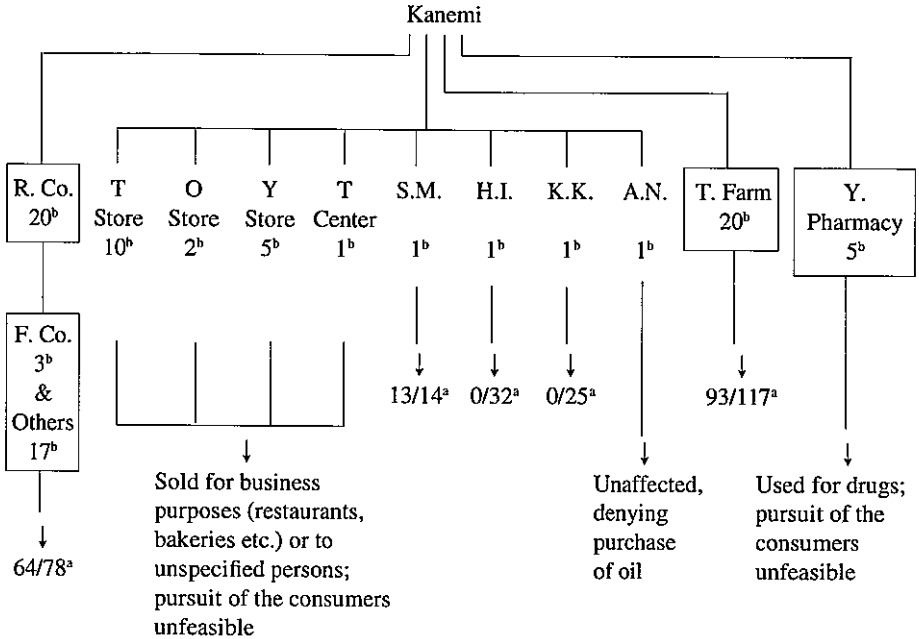 Kanemi
R. Co.
20ᵇ
T
Store
10ᵇ
O
Store
2ᵇ
Y
Store
5ᵇ
T
Center
1ᵇ
S.M.
1ᵇ
H.I.
1ᵇ
K.K.
1ᵇ
A.N.
1ᵇ
T. Farm
20ᵇ
Y.
Pharmacy
5ᵇ
F. Co.
3ᵇ
&
Others
17ᵇ
13/14ᵃ
0/32ᵃ
0/25ᵃ
93/117ᵃ
64/78ᵃ
Sold for business
purposes (restaurants,
bakeries etc.) or to
unspecified persons;
pursuit of the consumers
unfeasible
Unaffected,
denying
purchase
of oil
Used for drugs;
pursuit of the
consumers
unfeasible